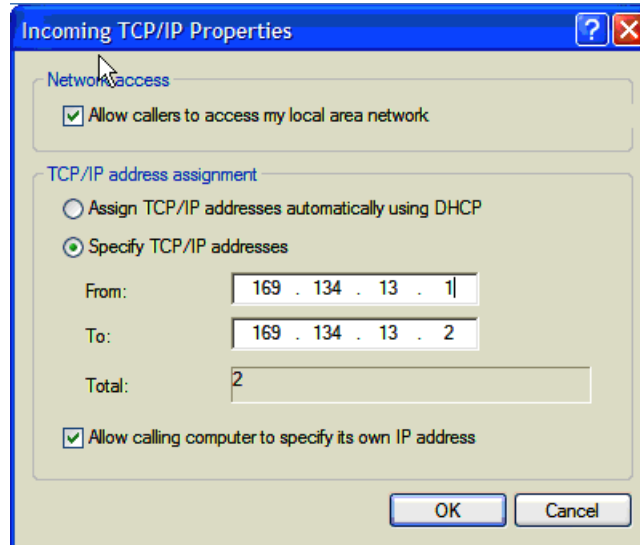 Incoming TCP/IP Properties
Network access
Allow callers to access my local area network
TCP/IP address assignment
Assign TCP/IP addresses automatically using DHCP
Specify TCP/IP addresses
From: 169 . 134 . 13 . 1
To: 169 . 134 . 13 . 2
Total: 2
Allow calling computer to specify its own IP address
OK Cancel